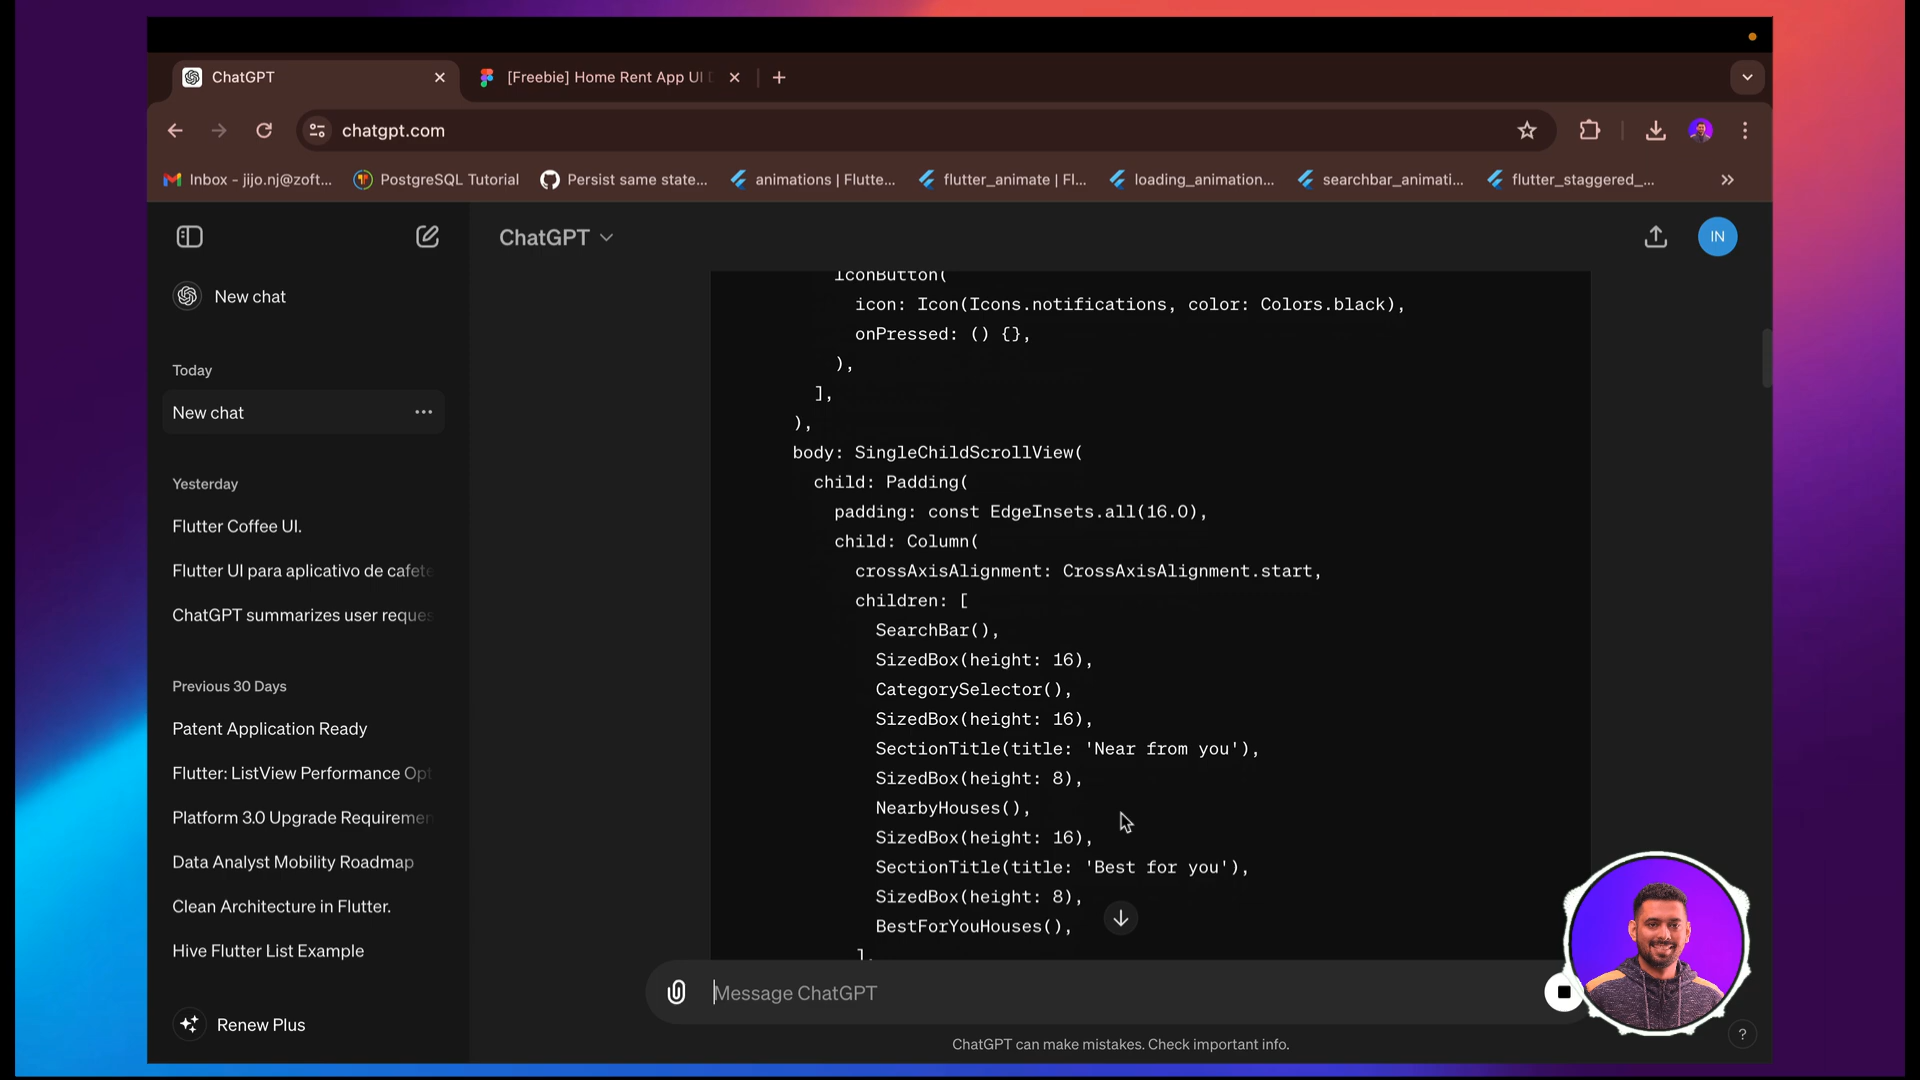 ChatGPT
[Freebie] Home Rent App UI
chatgpt.com
Inbox - jijo.nj@zoft...
PostgreSQL Tutorial
Persist same state...
animations | Flutte...
flutter_animate | Fl...
loading_animation...
searchbar_animati...
flutter_staggered_...
ChatGPT
IN
New chat
Today
New chat
Yesterday
Flutter Coffee UI.
Flutter UI para aplicativo de cafete
ChatGPT summarizes user reques
Previous 30 Days
Patent Application Ready
Flutter: ListView Performance Opt
Platform 3.0 Upgrade Requiremen
Data Analyst Mobility Roadmap
Clean Architecture in Flutter.
Hive Flutter List Example
Renew Plus
IconButton(
icon: Icon(Icons.notifications, color: Colors.black),
onPressed: () {},
),
],
),
body: SingleChildScrollView(
child: Padding(
padding: const EdgeInsets.all(16.0),
child: Column(
crossAxisAlignment: CrossAxisAlignment.start,
children: [
SearchBar(),
SizedBox(height: 16),
CategorySelector(),
SizedBox(height: 16),
SectionTitle(title: 'Near from you'),
SizedBox(height: 8),
NearbyHouses(),
SizedBox(height: 16),
SectionTitle(title: 'Best for you'),
SizedBox(height: 8),
BestForYouHouses(),
],
Message ChatGPT
ChatGPT can make mistakes. Check important info.
?